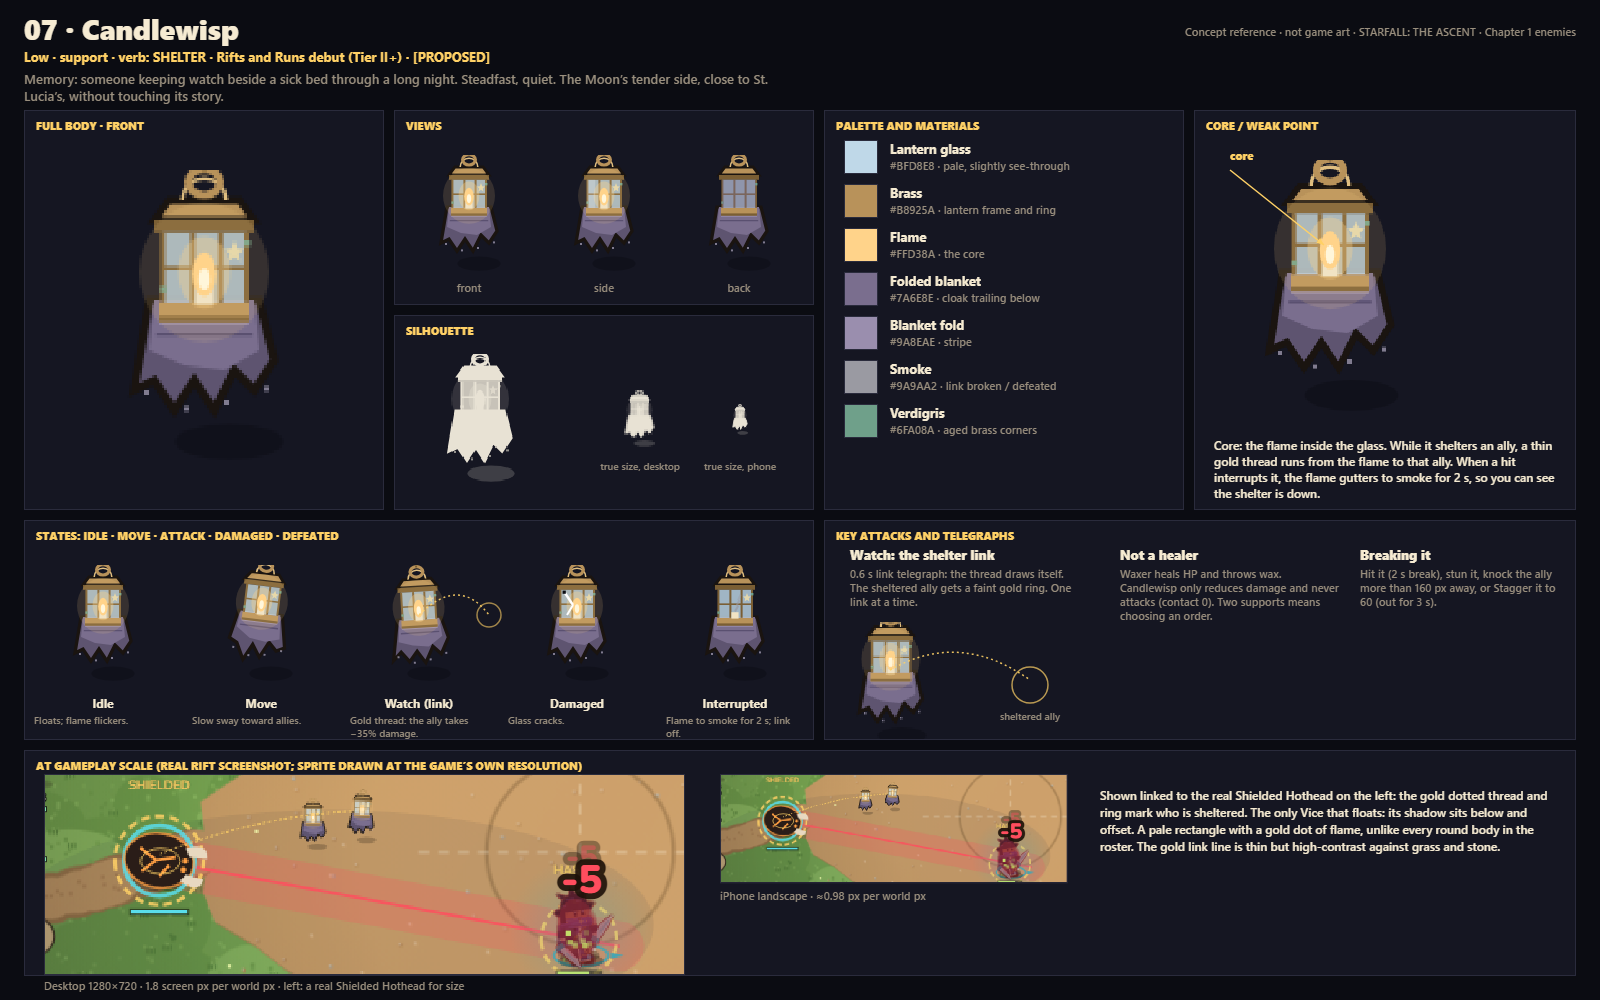 07 · Candlewisp
Concept reference · not game art · STARFALL: THE ASCENT · Chapter 1 enemies
Low · support · verb: SHELTER · Rifts and Runs debut (Tier II+) · [PROPOSED]
Memory: someone keeping watch beside a sick bed through a long night. Steadfast, quiet. The Moon's tender side, close to St.
Lucia's, without touching its story.
FULL BODY · FRONT
VIEWS
front
side
back
SILHOUETTE
true size, desktop
true size, phone
PALETTE AND MATERIALS
Lantern glass
#BFD8E8 · pale, slightly see-through
Brass
#B8925A · lantern frame and ring
Flame
#FFD38A · the core
Folded blanket
#7A6E8E · cloak trailing below
Blanket fold
#9A8EAE · stripe
Smoke
#9A9AA2 · link broken / defeated
Verdigris
#6FA08A · aged brass corners
CORE / WEAK POINT
core
Core: the flame inside the glass. While it shelters an ally, a thin
gold thread runs from the flame to that ally. When a hit
interrupts it, the flame gutters to smoke for 2 s, so you can see
the shelter is down.
STATES: IDLE · MOVE · ATTACK · DAMAGED · DEFEATED
Idle
Floats; flame flickers.
Move
Slow sway toward allies.
Watch (link)
Gold thread: the ally takes
−35% damage.
Damaged
Glass cracks.
Interrupted
Flame to smoke for 2 s; link
off.
KEY ATTACKS AND TELEGRAPHS
Watch: the shelter link
0.6 s link telegraph: the thread draws itself.
The sheltered ally gets a faint gold ring. One
link at a time.
sheltered ally
Not a healer
Waxer heals HP and throws wax.
Candlewisp only reduces damage and never
attacks (contact 0). Two supports means
choosing an order.
Breaking it
Hit it (2 s break), stun it, knock the ally
more than 160 px away, or Stagger it to
60 (out for 3 s).
AT GAMEPLAY SCALE (REAL RIFT SCREENSHOT; SPRITE DRAWN AT THE GAME'S OWN RESOLUTION)
SHIELDED
-5
Desktop 1280×720 · 1.8 screen px per world px · left: a real Shielded Hothead for size
SHIELDED
-5
iPhone landscape · ≈0.98 px per world px
Shown linked to the real Shielded Hothead on the left: the gold dotted thread and
ring mark who is sheltered. The only Vice that floats: its shadow sits below and
offset. A pale rectangle with a gold dot of flame, unlike every round body in the
roster. The gold link line is thin but high-contrast against grass and stone.